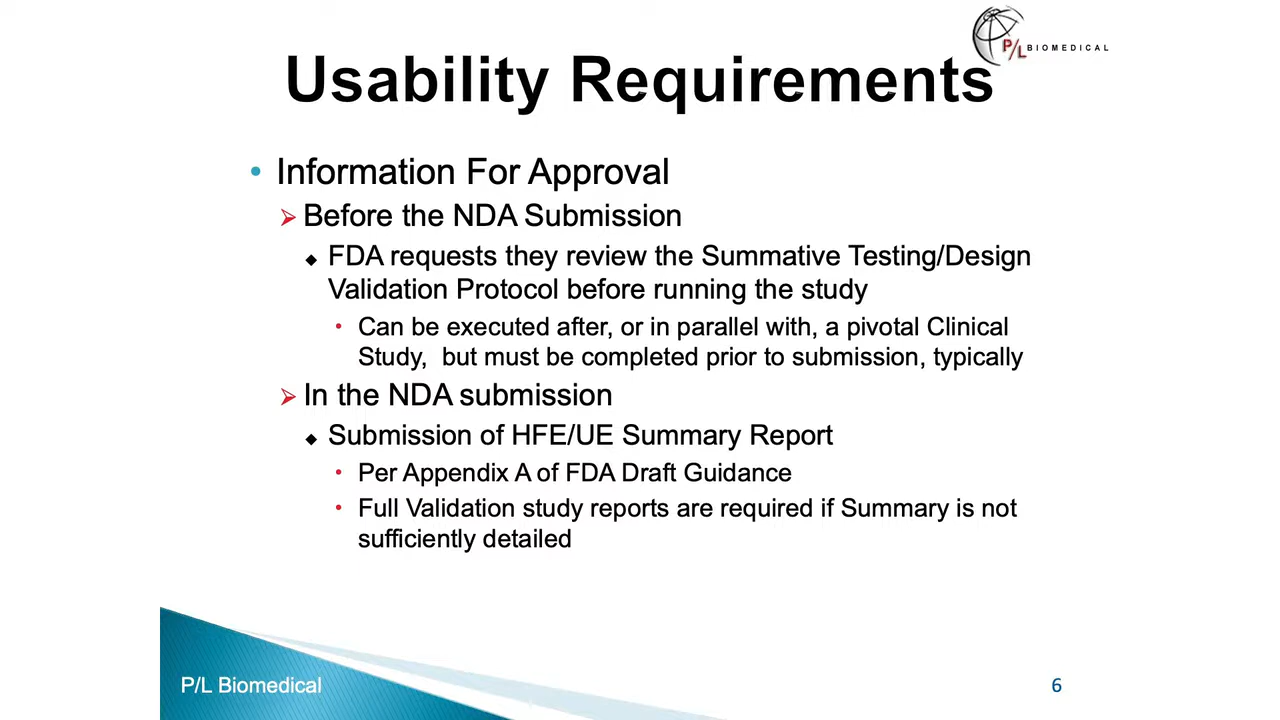 P/L BIOMEDICAL
Usability Requirements
• Information For Approval
➢ Before the NDA Submission
◆ FDA requests they review the Summative Testing/Design
Validation Protocol before running the study
• Can be executed after, or in parallel with, a pivotal Clinical
Study,  but must be completed prior to submission, typically
➢ In the NDA submission
◆ Submission of HFE/UE Summary Report
• Per Appendix A of FDA Draft Guidance
• Full Validation study reports are required if Summary is not
sufficiently detailed
P/L Biomedical
6